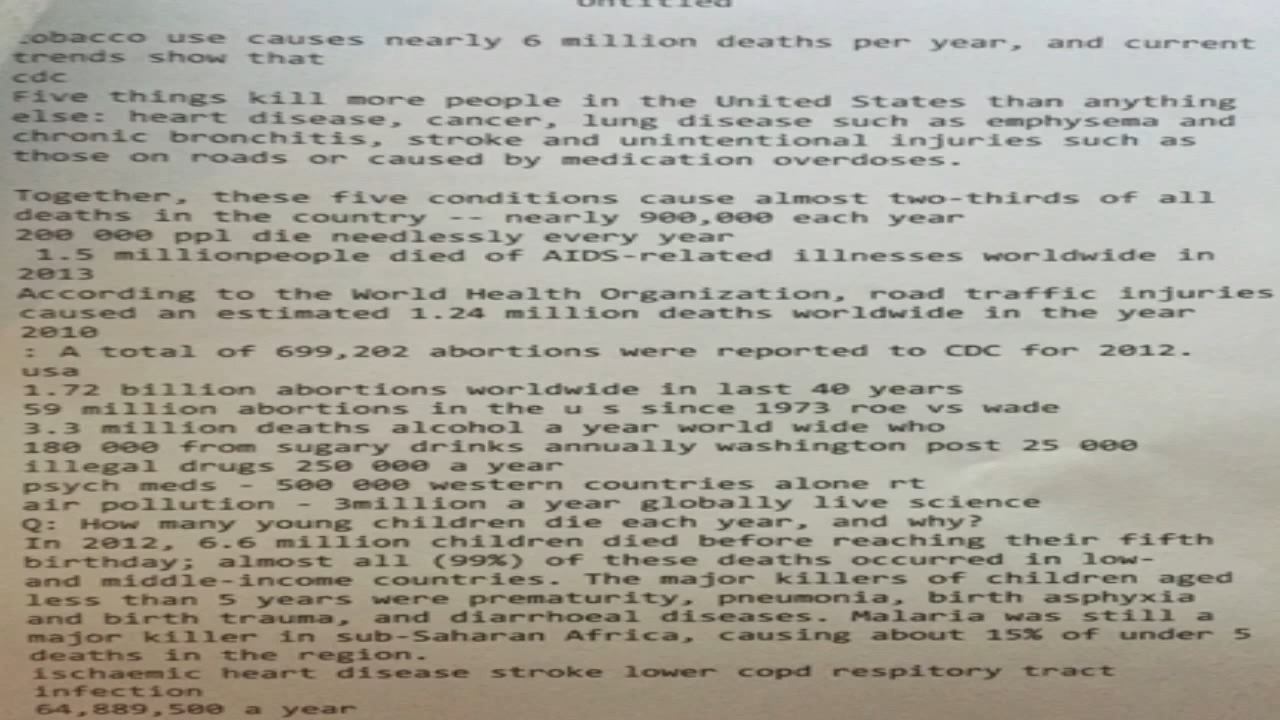 Untitled
tobacco use causes nearly 6 million deaths per year, and current
trends show that
cdc
Five things kill more people in the United States than anything
else: heart disease, cancer, lung disease such as emphysema and
chronic bronchitis, stroke and unintentional injuries such as
those on roads or caused by medication overdoses.
Together, these five conditions cause almost two-thirds of all
deaths in the country -- nearly 900,000 each year
200 000 ppl die needlessly every year
1.5 millionpeople died of AIDS-related illnesses worldwide in
2013
According to the World Health Organization, road traffic injuries
caused an estimated 1.24 million deaths worldwide in the year
2010
: A total of 699,202 abortions were reported to CDC for 2012.
usa
1.72 billion abortions worldwide in last 40 years
59 million abortions in the u s since 1973 roe vs wade
3.3 million deaths alcohol a year world wide who
180 000 from sugary drinks annually washington post 25 000
illegal drugs 250 000 a year
psych meds - 500 000 western countries alone rt
air pollution - 3million a year globally live science
Q: How many young children die each year, and why?
In 2012, 6.6 million children died before reaching their fifth
birthday; almost all (99%) of these deaths occurred in low-
and middle-income countries. The major killers of children aged
less than 5 years were prematurity, pneumonia, birth asphyxia
and birth trauma, and diarrhoeal diseases. Malaria was still a
major killer in sub-Saharan Africa, causing about 15% of under 5
deaths in the region.
ischaemic heart disease stroke lower copd respitory tract
infection
64,889,500 a year